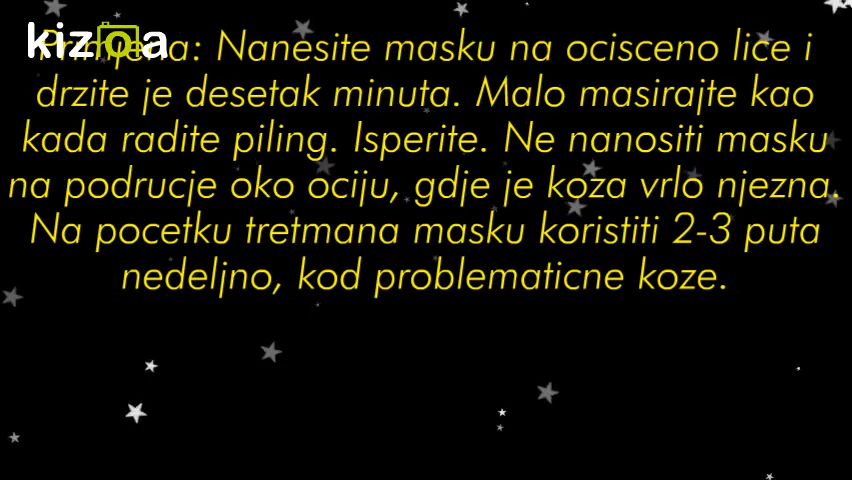 kizoa
Primjena: Nanesite masku na ocisceno lice i
drzite je desetak minuta. Malo masirajte kao
kada radite piling. Isperite. Ne nanositi masku
na podrucje oko ociju, gdje je koza vrlo njezna.
Na pocetku tretmana masku koristiti 2-3 puta
nedeljno, kod problematicne koze.